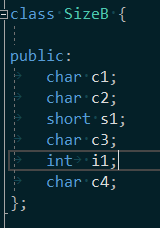 class SizeB {
public:
char c1;
char c2;
short s1;
char c3;
int i1;
char c4;
};